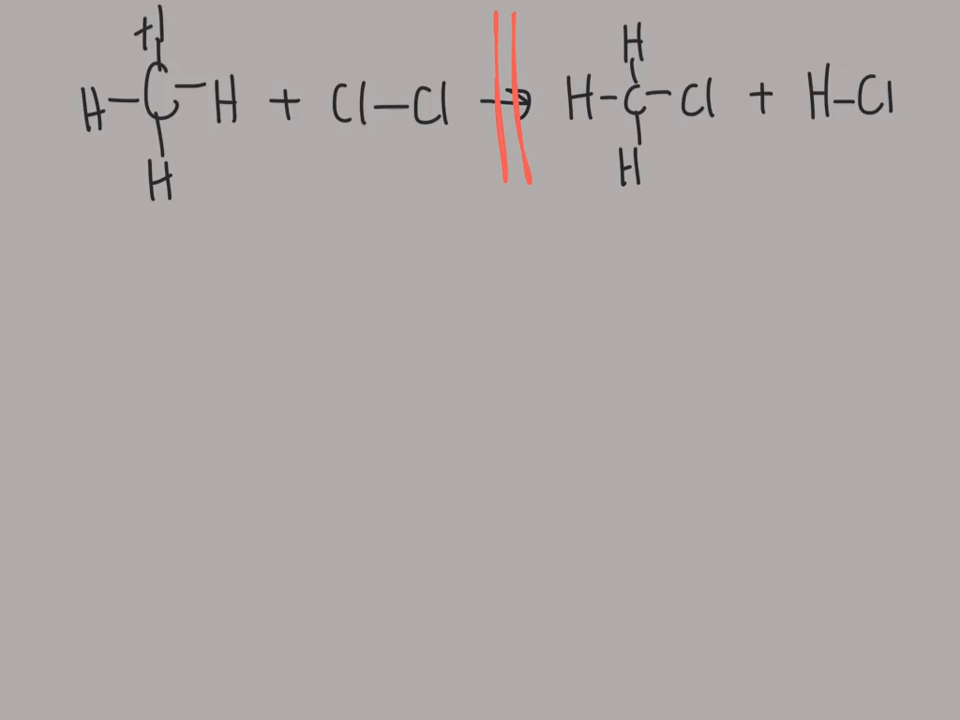 H H
H-C-H + Cl-Cl → H-C-Cl + H-Cl
H H